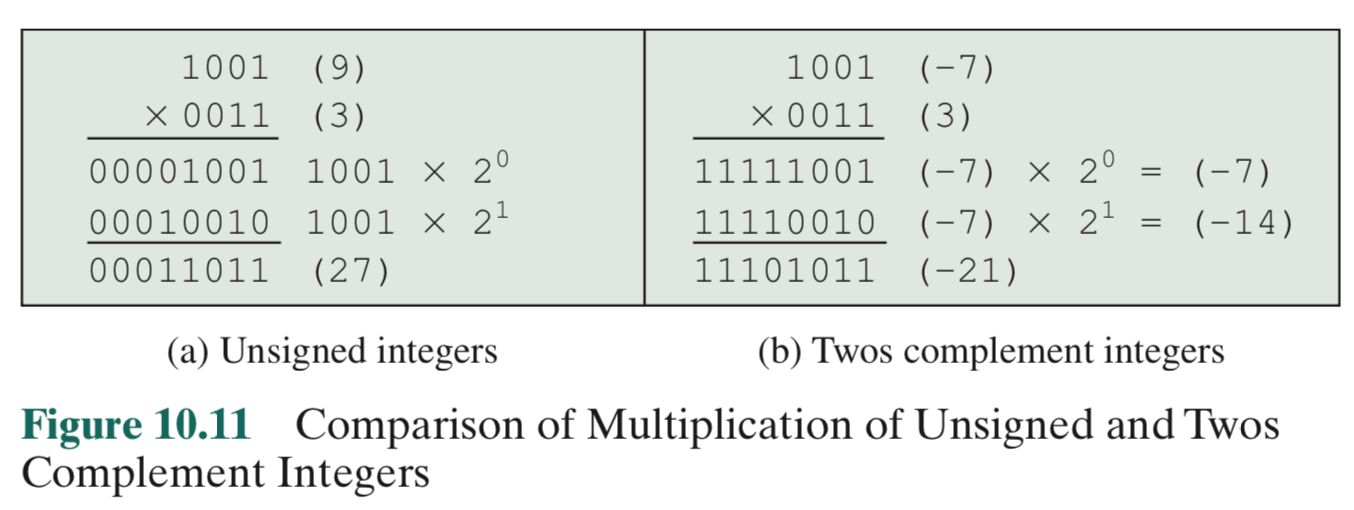 1001 (9)
× 0011 (3)
00001001 1001 × 2⁰
00010010 1001 × 2¹
00011011 (27)
(a) Unsigned integers
1001 (−7)
× 0011 (3)
11111001 (−7) × 2⁰ = (−7)
11110010 (−7) × 2¹ = (−14)
11101011 (−21)
(b) Twos complement integers
Figure 10.11 Comparison of Multiplication of Unsigned and Twos
Complement Integers